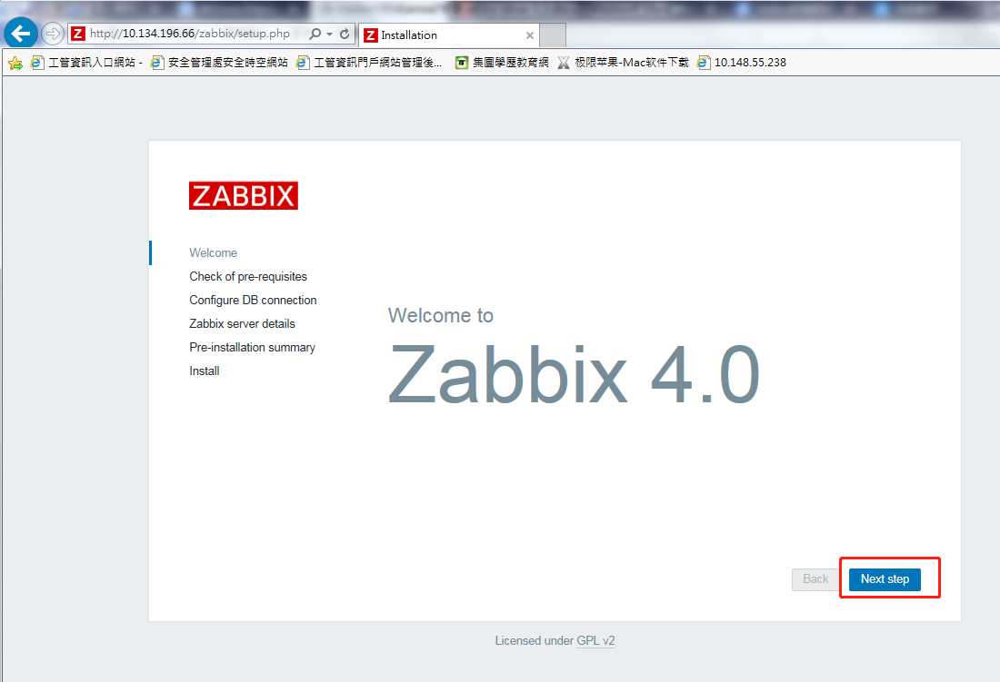 http://10.134.196.66/zabbix/setup.php
Z Installation
工管資訊入口網站 -
安全管理處安全時空網站
工管資訊門戶網站管理後...
集團學歷教育網
极限苹果-Mac软件下载
10.148.55.238
ZABBIX
Welcome
Check of pre-requisites
Configure DB connection
Zabbix server details
Pre-installation summary
Install
Welcome to
Zabbix 4.0
Back
Next step
Licensed under GPL v2